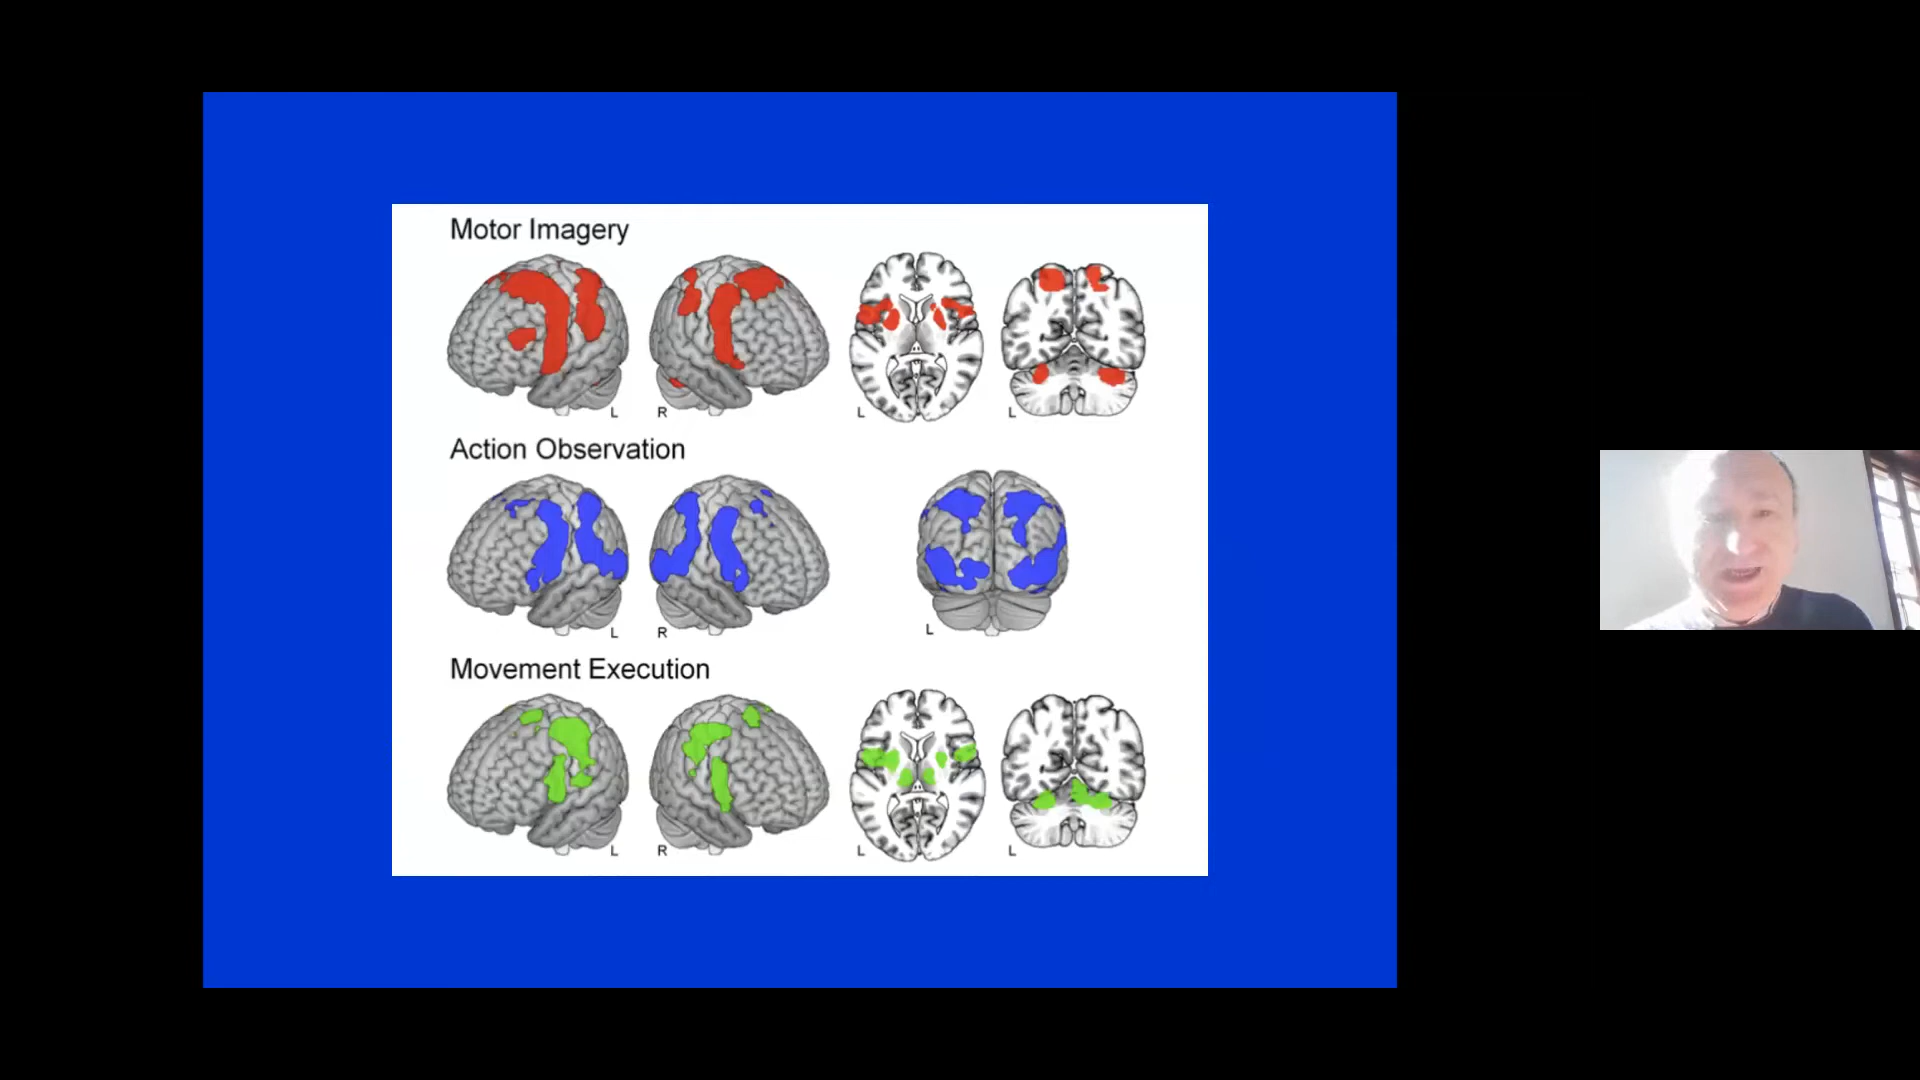 Motor Imagery
L R L L
Action Observation
L R L
Movement Execution
L R L L